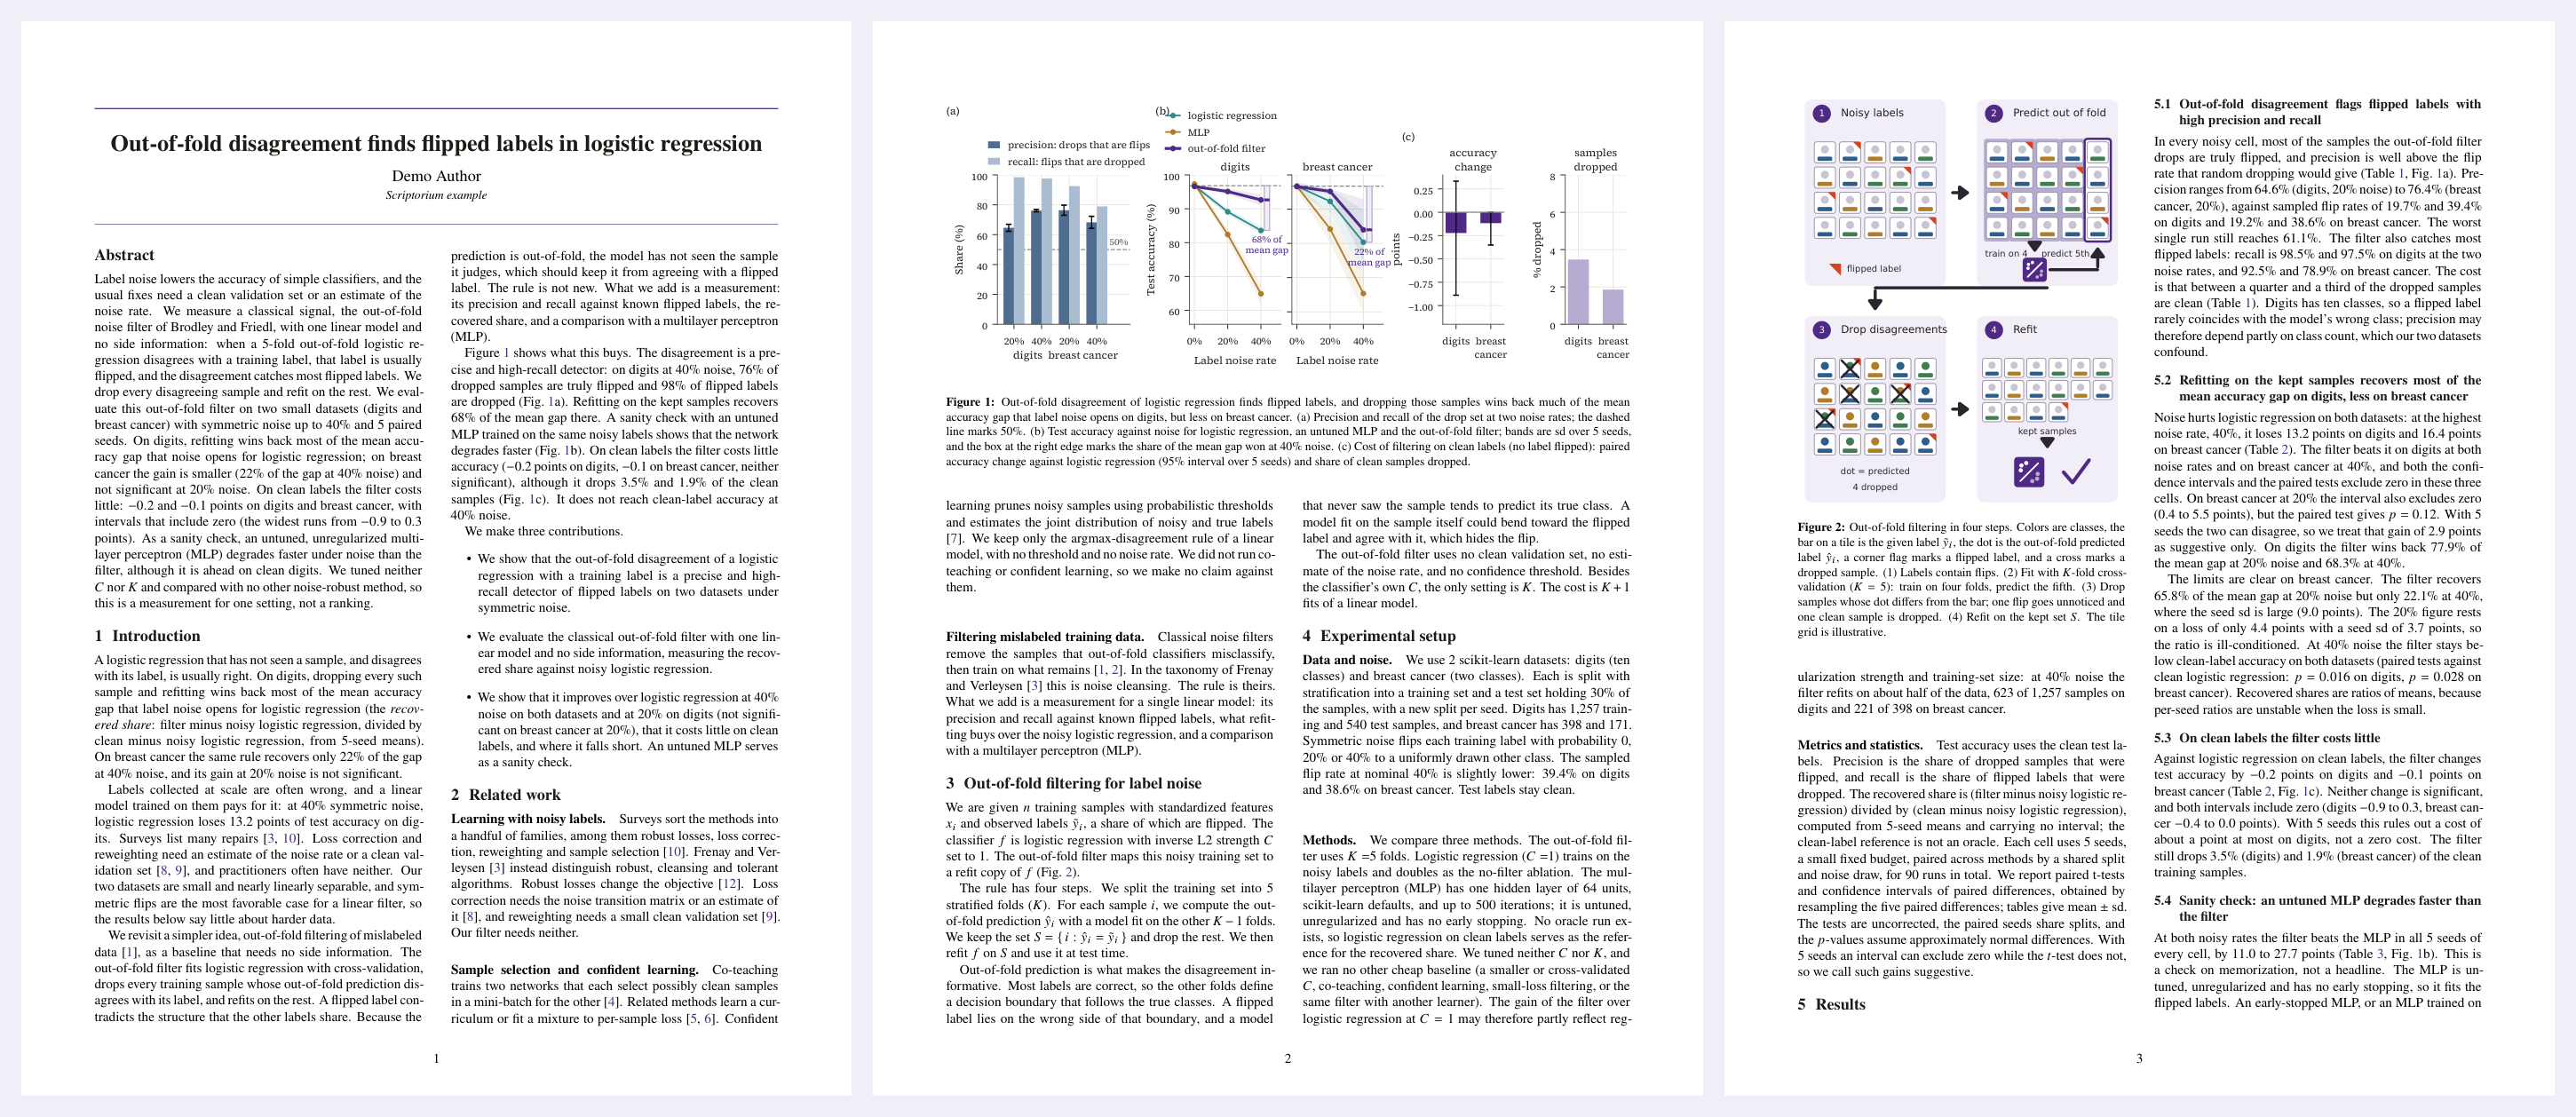 Out-of-fold disagreement finds flipped labels in logistic regression
Demo Author
Scriptorium example
Abstract
Label noise lowers the accuracy of simple classifiers, and the
usual fixes need a clean validation set or an estimate of the
noise rate. We measure a classical signal, the out-of-fold
noise filter of Brodley and Friedl, with one linear model and
no side information: when a 5-fold out-of-fold logistic re-
gression disagrees with a training label, that label is usually
flipped, and the disagreement catches most flipped labels. We
drop every disagreeing sample and refit on the rest. We eval-
uate this out-of-fold filter on two small datasets (digits and
breast cancer) with symmetric noise up to 40% and 5 paired
seeds. On digits, refitting wins back most of the mean accu-
racy gap that noise opens for logistic regression; on breast
cancer the gain is smaller (22% of the gap at 40% noise) and
not significant at 20% noise. On clean labels the filter costs
little: −0.2 and −0.1 points on digits and breast cancer, with
intervals that include zero (the widest runs from −0.9 to 0.3
points). As a sanity check, an untuned, unregularized multi-
layer perceptron (MLP) degrades faster under noise than the
filter, although it is ahead on clean digits. We tuned neither
C nor K and compared with no other noise-robust method, so
this is a measurement for one setting, not a ranking.
1 Introduction
A logistic regression that has not seen a sample, and disagrees
with its label, is usually right. On digits, dropping every such
sample and refitting wins back most of the mean accuracy
gap that label noise opens for logistic regression (the recov-
ered share: filter minus noisy logistic regression, divided by
clean minus noisy logistic regression, from 5-seed means).
On breast cancer the same rule recovers only 22% of the gap
at 40% noise, and its gain at 20% noise is not significant.
Labels collected at scale are often wrong, and a linear
model trained on them pays for it: at 40% symmetric noise,
logistic regression loses 13.2 points of test accuracy on dig-
its. Surveys list many repairs [3, 10]. Loss correction and
reweighting need an estimate of the noise rate or a clean val-
idation set [8, 9], and practitioners often have neither. Our
two datasets are small and nearly linearly separable, and sym-
metric flips are the most favorable case for a linear filter, so
the results below say little about harder data.
We revisit a simpler idea, out-of-fold filtering of mislabeled
data [1], as a baseline that needs no side information. The
out-of-fold filter fits logistic regression with cross-validation,
drops every training sample whose out-of-fold prediction dis-
agrees with its label, and refits on the rest. A flipped label con-
tradicts the structure that the other labels share. Because the
prediction is out-of-fold, the model has not seen the sample
it judges, which should keep it from agreeing with a flipped
label. The rule is not new. What we add is a measurement:
its precision and recall against known flipped labels, the re-
covered share, and a comparison with a multilayer perceptron
(MLP).
Figure 1 shows what this buys. The disagreement is a pre-
cise and high-recall detector: on digits at 40% noise, 76% of
dropped samples are truly flipped and 98% of flipped labels
are dropped (Fig. 1a). Refitting on the kept samples recovers
68% of the mean gap there. A sanity check with an untuned
MLP trained on the same noisy labels shows that the network
degrades faster (Fig. 1b). On clean labels the filter costs little
accuracy (−0.2 points on digits, −0.1 on breast cancer, neither
significant), although it drops 3.5% and 1.9% of the clean
samples (Fig. 1c). It does not reach clean-label accuracy at
40% noise.
We make three contributions.
• We show that the out-of-fold disagreement of a logistic
regression with a training label is a precise and high-
recall detector of flipped labels on two datasets under
symmetric noise.
• We evaluate the classical out-of-fold filter with one lin-
ear model and no side information, measuring the recov-
ered share against noisy logistic regression.
• We show that it improves over logistic regression at 40%
noise on both datasets and at 20% on digits (not signifi-
cant on breast cancer at 20%), that it costs little on clean
labels, and where it falls short. An untuned MLP serves
as a sanity check.
2 Related work
Learning with noisy labels. Surveys sort the methods into
a handful of families, among them robust losses, loss correc-
tion, reweighting and sample selection [10]. Frenay and Ver-
leysen [3] instead distinguish robust, cleansing and tolerant
algorithms. Robust losses change the objective [12]. Loss
correction needs the noise transition matrix or an estimate of
it [8], and reweighting needs a small clean validation set [9].
Our filter needs neither.
Sample selection and confident learning. Co-teaching
trains two networks that each select possibly clean samples
in a mini-batch for the other [4]. Related methods learn a cur-
riculum or fit a mixture to per-sample loss [5, 6]. Confident
1
(a)
precision: drops that are flips
recall: flips that are dropped
100
80
60
40
20
0
Share (%)
50%
20% 40% 20% 40%
digits breast cancer
(b)
logistic regression
MLP
out-of-fold filter
digits
breast cancer
100
90
80
70
60
Test accuracy (%)
68% of
mean gap
22% of
mean gap
0% 20% 40% 0% 20% 40%
Label noise rate Label noise rate
(c)
accuracy
change
0.25
0.00
−0.25
−0.50
−0.75
−1.00
points
digits breast
cancer
samples
dropped
8
6
4
2
0
% dropped
digits breast
cancer
Figure 1: Out-of-fold disagreement of logistic regression finds flipped labels, and dropping those samples wins back much of the mean
accuracy gap that label noise opens on digits, but less on breast cancer. (a) Precision and recall of the drop set at two noise rates; the dashed
line marks 50%. (b) Test accuracy against noise for logistic regression, an untuned MLP and the out-of-fold filter; bands are sd over 5 seeds,
and the box at the right edge marks the share of the mean gap won at 40% noise. (c) Cost of filtering on clean labels (no label flipped): paired
accuracy change against logistic regression (95% interval over 5 seeds) and share of clean samples dropped.
learning prunes noisy samples using probabilistic thresholds
and estimates the joint distribution of noisy and true labels
[7]. We keep only the argmax-disagreement rule of a linear
model, with no threshold and no noise rate. We did not run co-
teaching or confident learning, so we make no claim against
them.
Filtering mislabeled training data. Classical noise filters
remove the samples that out-of-fold classifiers misclassify,
then train on what remains [1, 2]. In the taxonomy of Frenay
and Verleysen [3] this is noise cleansing. The rule is theirs.
What we add is a measurement for a single linear model: its
precision and recall against known flipped labels, what refit-
ting buys over the noisy logistic regression, and a comparison
with a multilayer perceptron (MLP).
3 Out-of-fold filtering for label noise
We are given n training samples with standardized features
xᵢ and observed labels ỹᵢ, a share of which are flipped. The
classifier f is logistic regression with inverse L2 strength C
set to 1. The out-of-fold filter maps this noisy training set to
a refit copy of f (Fig. 2).
The rule has four steps. We split the training set into 5
stratified folds (K). For each sample i, we compute the out-
of-fold prediction ŷᵢ with a model fit on the other K − 1 folds.
We keep the set S = { i : ŷᵢ = ỹᵢ } and drop the rest. We then
refit f on S and use it at test time.
Out-of-fold prediction is what makes the disagreement in-
formative. Most labels are correct, so the other folds define
a decision boundary that follows the true classes. A flipped
label lies on the wrong side of that boundary, and a model
that never saw the sample tends to predict its true class. A
model fit on the sample itself could bend toward the flipped
label and agree with it, which hides the flip.
The out-of-fold filter uses no clean validation set, no esti-
mate of the noise rate, and no confidence threshold. Besides
the classifier's own C, the only setting is K. The cost is K + 1
fits of a linear model.
4 Experimental setup
Data and noise. We use 2 scikit-learn datasets: digits (ten
classes) and breast cancer (two classes). Each is split with
stratification into a training set and a test set holding 30% of
the samples, with a new split per seed. Digits has 1,257 train-
ing and 540 test samples, and breast cancer has 398 and 171.
Symmetric noise flips each training label with probability 0,
20% or 40% to a uniformly drawn other class. The sampled
flip rate at nominal 40% is slightly lower: 39.4% on digits
and 38.6% on breast cancer. Test labels stay clean.
Methods. We compare three methods. The out-of-fold fil-
ter uses K =5 folds. Logistic regression (C =1) trains on the
noisy labels and doubles as the no-filter ablation. The mul-
tilayer perceptron (MLP) has one hidden layer of 64 units,
scikit-learn defaults, and up to 500 iterations; it is untuned,
unregularized and has no early stopping. No oracle run ex-
ists, so logistic regression on clean labels serves as the refer-
ence for the recovered share. We tuned neither C nor K, and
we ran no other cheap baseline (a smaller or cross-validated
C, co-teaching, confident learning, small-loss filtering, or the
same filter with another learner). The gain of the filter over
logistic regression at C = 1 may therefore partly reflect reg-
2
1 Noisy labels
flipped label
2 Predict out of fold
train on 4 predict 5th
3 Drop disagreements
dot = predicted
4 dropped
4 Refit
kept samples
Figure 2: Out-of-fold filtering in four steps. Colors are classes, the
bar on a tile is the given label ỹᵢ, the dot is the out-of-fold predicted
label ŷᵢ, a corner flag marks a flipped label, and a cross marks a
dropped sample. (1) Labels contain flips. (2) Fit with K-fold cross-
validation (K = 5): train on four folds, predict the fifth. (3) Drop
samples whose dot differs from the bar; one flip goes unnoticed and
one clean sample is dropped. (4) Refit on the kept set S. The tile
grid is illustrative.
ularization strength and training-set size: at 40% noise the
filter refits on about half of the data, 623 of 1,257 samples on
digits and 221 of 398 on breast cancer.
Metrics and statistics. Test accuracy uses the clean test la-
bels. Precision is the share of dropped samples that were
flipped, and recall is the share of flipped labels that were
dropped. The recovered share is (filter minus noisy logistic re-
gression) divided by (clean minus noisy logistic regression),
computed from 5-seed means and carrying no interval; the
clean-label reference is not an oracle. Each cell uses 5 seeds,
a small fixed budget, paired across methods by a shared split
and noise draw, for 90 runs in total. We report paired t-tests
and confidence intervals of paired differences, obtained by
resampling the five paired differences; tables give mean ± sd.
The tests are uncorrected, the paired seeds share splits, and
the p-values assume approximately normal differences. With
5 seeds an interval can exclude zero while the t-test does not,
so we call such gains suggestive.
5 Results
5.1 Out-of-fold disagreement flags flipped labels with
high precision and recall
In every noisy cell, most of the samples the out-of-fold filter
drops are truly flipped, and precision is well above the flip
rate that random dropping would give (Table 1, Fig. 1a). Pre-
cision ranges from 64.6% (digits, 20% noise) to 76.4% (breast
cancer, 20%), against sampled flip rates of 19.7% and 39.4%
on digits and 19.2% and 38.6% on breast cancer. The worst
single run still reaches 61.1%. The filter also catches most
flipped labels: recall is 98.5% and 97.5% on digits at the two
noise rates, and 92.5% and 78.9% on breast cancer. The cost
is that between a quarter and a third of the dropped samples
are clean (Table 1). Digits has ten classes, so a flipped label
rarely coincides with the model's wrong class; precision may
therefore depend partly on class count, which our two datasets
confound.
5.2 Refitting on the kept samples recovers most of the
mean accuracy gap on digits, less on breast cancer
Noise hurts logistic regression on both datasets: at the highest
noise rate, 40%, it loses 13.2 points on digits and 16.4 points
on breast cancer (Table 2). The filter beats it on digits at both
noise rates and on breast cancer at 40%, and both the confi-
dence intervals and the paired tests exclude zero in these three
cells. On breast cancer at 20% the interval also excludes zero
(0.4 to 5.5 points), but the paired test gives p = 0.12. With 5
seeds the two can disagree, so we treat that gain of 2.9 points
as suggestive only. On digits the filter wins back 77.9% of
the mean gap at 20% noise and 68.3% at 40%.
The limits are clear on breast cancer. The filter recovers
65.8% of the mean gap at 20% noise but only 22.1% at 40%,
where the seed sd is large (9.0 points). The 20% figure rests
on a loss of only 4.4 points with a seed sd of 3.7 points, so
the ratio is ill-conditioned. At 40% noise the filter stays be-
low clean-label accuracy on both datasets (paired tests against
clean logistic regression: p = 0.016 on digits, p = 0.028 on
breast cancer). Recovered shares are ratios of means, because
per-seed ratios are unstable when the loss is small.
5.3 On clean labels the filter costs little
Against logistic regression on clean labels, the filter changes
test accuracy by −0.2 points on digits and −0.1 points on
breast cancer (Table 2, Fig. 1c). Neither change is significant,
and both intervals include zero (digits −0.9 to 0.3, breast can-
cer −0.4 to 0.0 points). With 5 seeds this rules out a cost of
about a point at most on digits, not a zero cost. The filter
still drops 3.5% (digits) and 1.9% (breast cancer) of the clean
training samples.
5.4 Sanity check: an untuned MLP degrades faster than
the filter
At both noisy rates the filter beats the MLP in all 5 seeds of
every cell, by 11.0 to 27.7 points (Table 3, Fig. 1b). This is
a check on memorization, not a headline. The MLP is un-
tuned, unregularized and has no early stopping, so it fits the
flipped labels. An early-stopped MLP, or an MLP trained on
3